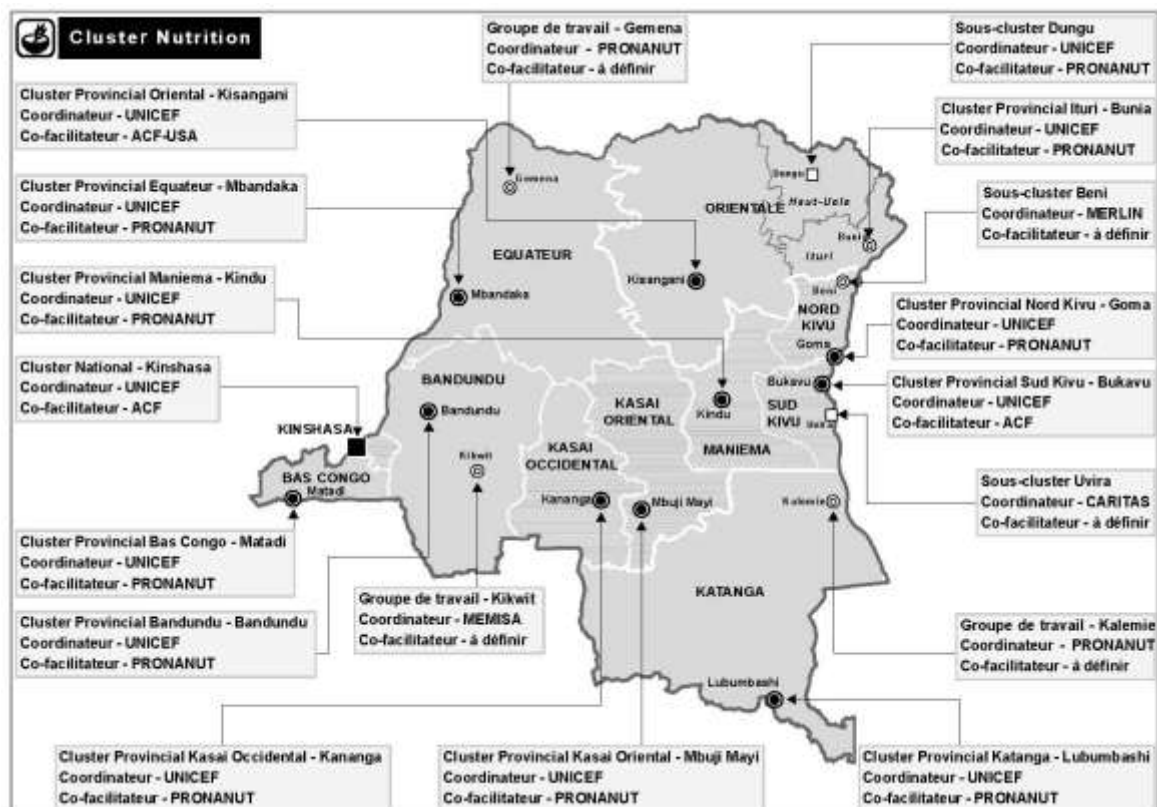 Cluster Nutrition
Groupe de travail - Gemena
Coordinateur - PRONANUT
Co-facilitateur - à définir
Sous-cluster Dungu
Coordinateur - UNICEF
Co-facilitateur - PRONANUT
Cluster Provincial Oriental - Kisangani
Coordinateur - UNICEF
Co-facilitateur - ACF-USA
Cluster Provincial Ituri - Bunia
Coordinateur - UNICEF
Co-facilitateur - PRONANUT
Cluster Provincial Equateur - Mbandaka
Coordinateur - UNICEF
Co-facilitateur - PRONANUT
Sous-cluster Beni
Coordinateur - MERLIN
Co-facilitateur - à définir
Cluster Provincial Maniema - Kindu
Coordinateur - UNICEF
Co-facilitateur - PRONANUT
Cluster Provincial Nord Kivu - Goma
Coordinateur - UNICEF
Co-facilitateur - PRONANUT
Cluster National - Kinshasa
Coordinateur - UNICEF
Co-facilitateur - ACF
Cluster Provincial Sud Kivu - Bukavu
Coordinateur - UNICEF
Co-facilitateur - ACF
Gemena
Dungu
Haut-Uele
ORIENTALE
Bunia
Ituri
EQUATEUR
Kisangani
Beni
Mbandaka
NORD
KIVU
Goma
BANDUNDU
Bukavu
Bandundu
KASAI
ORIENTAL
Kindu
SUD
KIVU
Uvira
KINSHASA
MANIEMA
KASAI
OCCIDENTAL
Kikwit
BAS CONGO
Matadi
Kananga
Mbuji Mayi
Kalemie
KATANGA
Lubumbashi
Sous-cluster Uvira
Coordinateur - CARITAS
Co-facilitateur - à définir
Cluster Provincial Bas Congo - Matadi
Coordinateur - UNICEF
Co-facilitateur - PRONANUT
Groupe de travail - Kikwit
Coordinateur - MEMISA
Co-facilitateur - à définir
Cluster Provincial Bandundu - Bandundu
Coordinateur - UNICEF
Co-facilitateur - PRONANUT
Groupe de travail - Kalemie
Coordinateur - PRONANUT
Co-facilitateur - à définir
Cluster Provincial Kasai Occidental - Kananga
Coordinateur - UNICEF
Co-facilitateur - PRONANUT
Cluster Provincial Kasai Oriental - Mbuji Mayi
Coordinateur - UNICEF
Co-facilitateur - PRONANUT
Cluster Provincial Katanga - Lubumbashi
Coordinateur - UNICEF
Co-facilitateur - PRONANUT